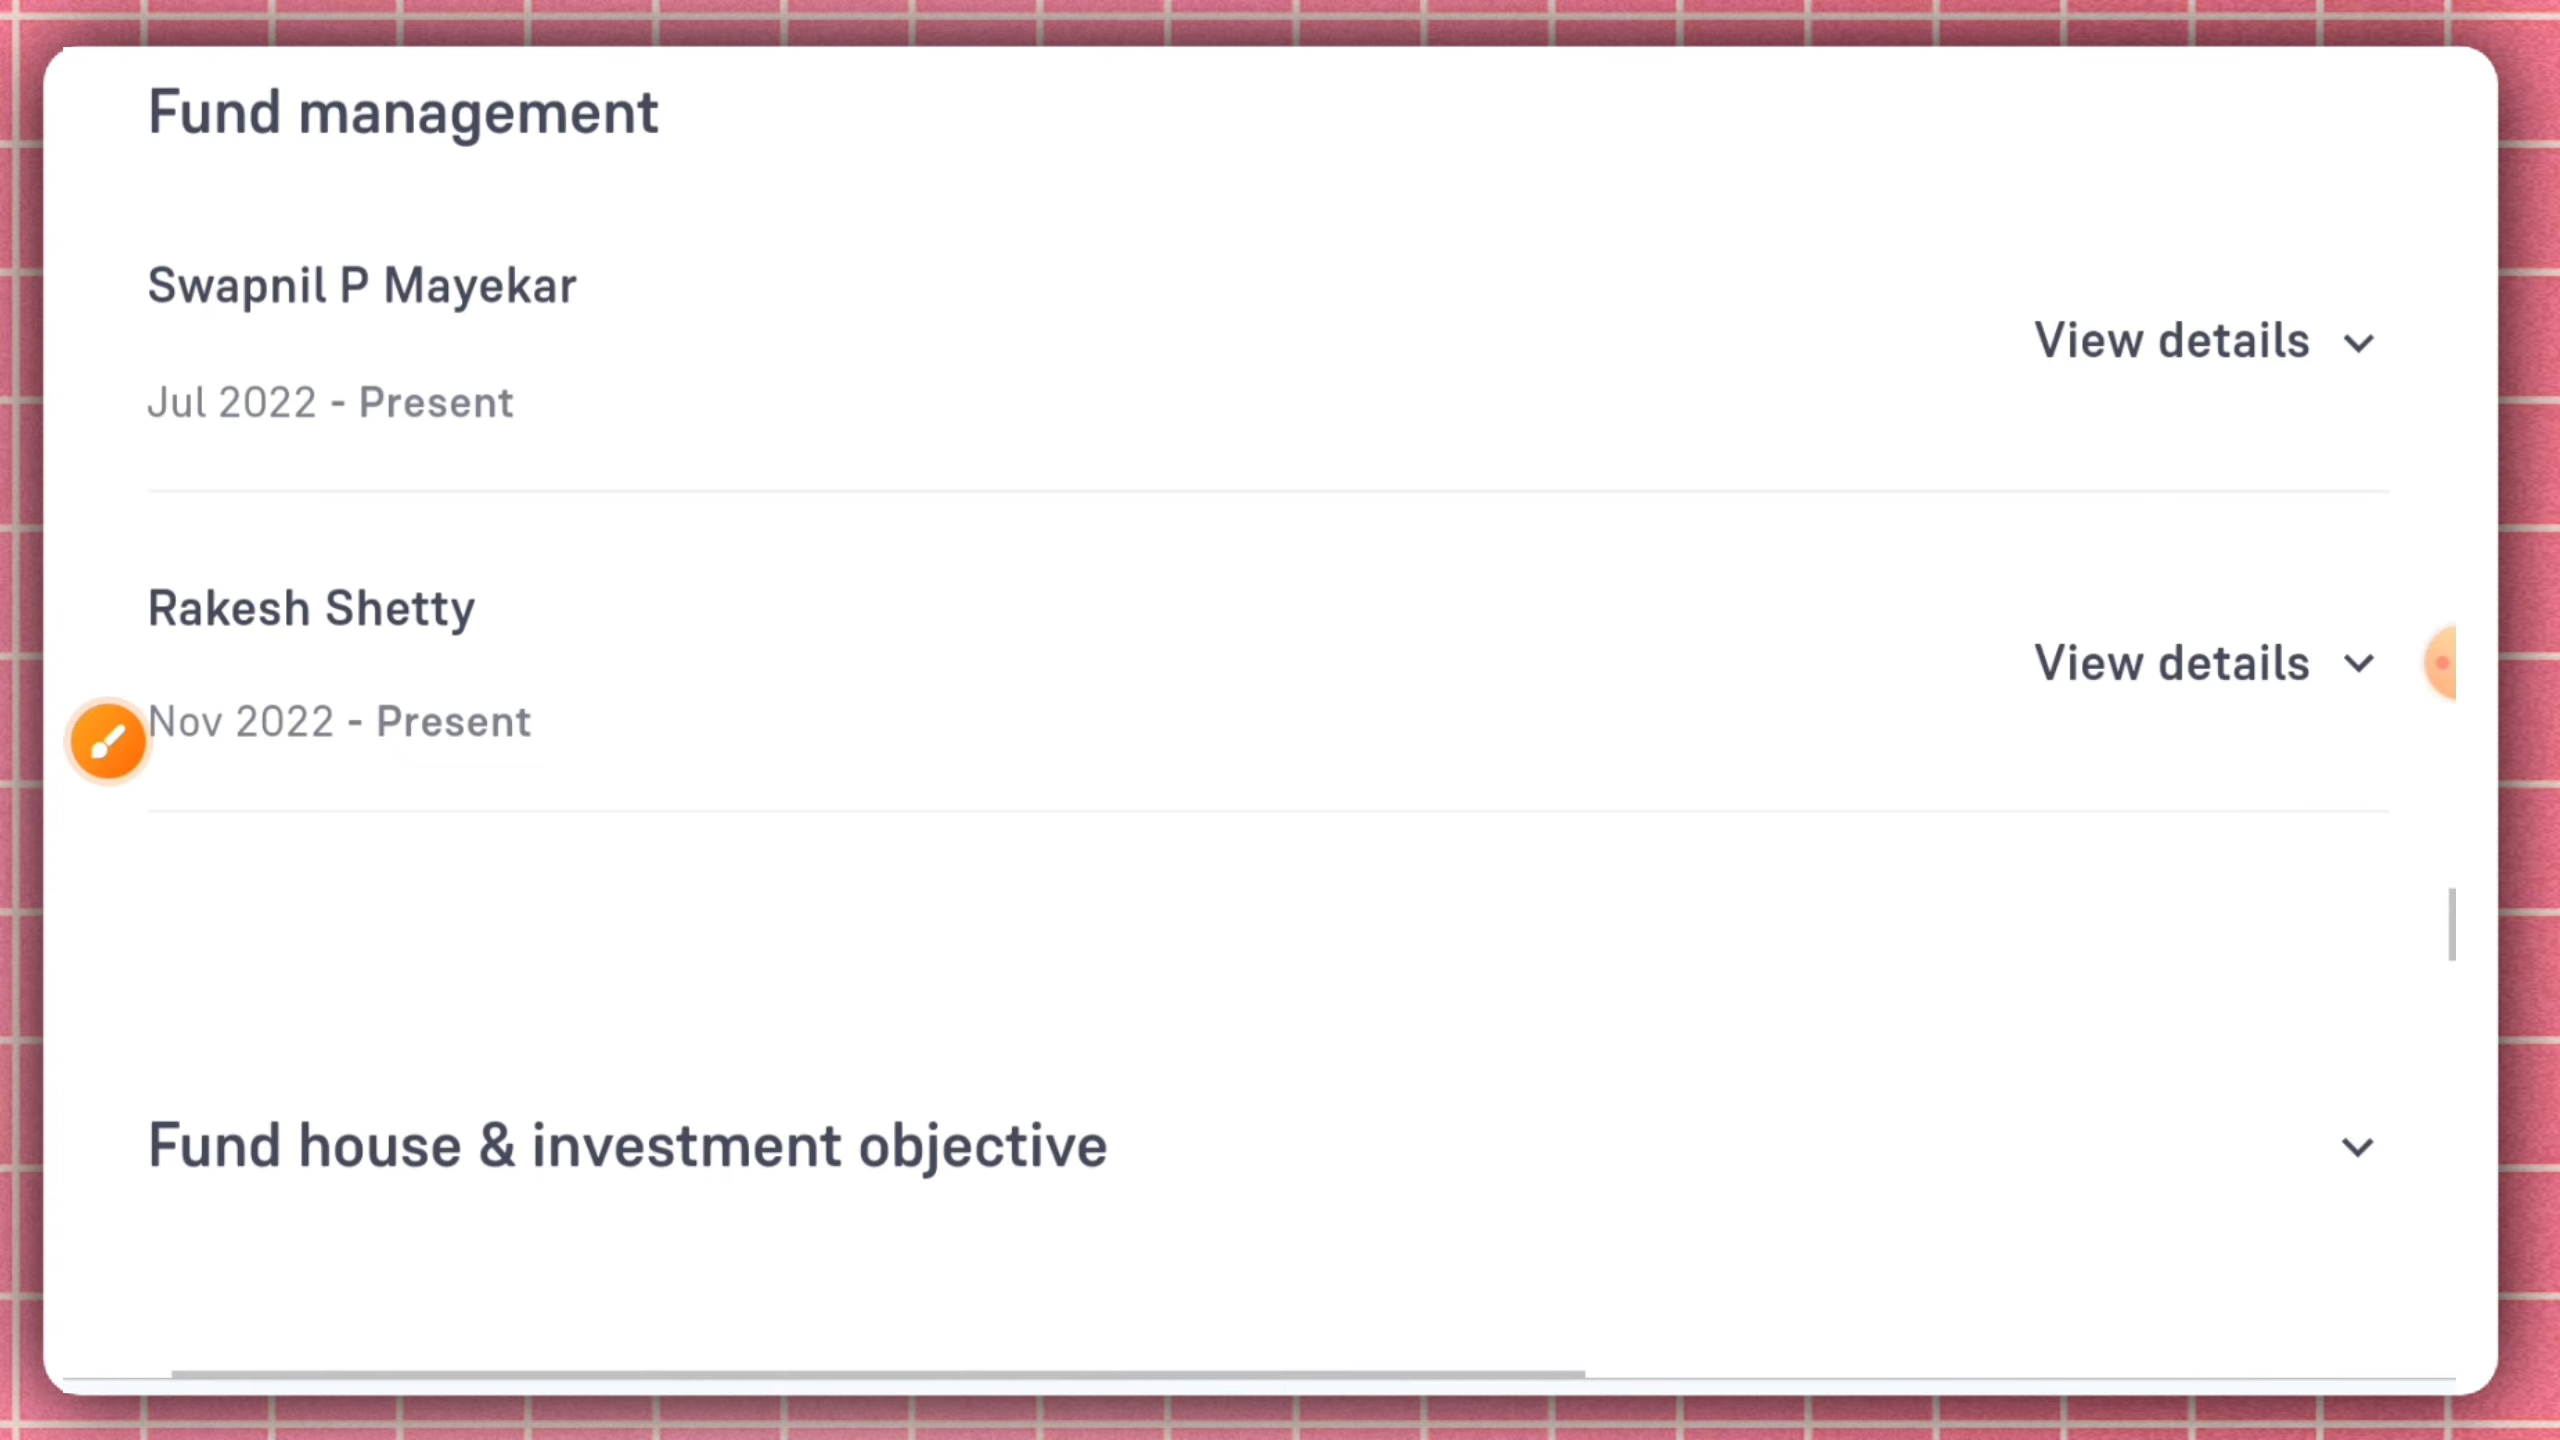 Fund management
Swapnil P Mayekar
View details
Jul 2022 - Present
Rakesh Shetty
View details
Nov 2022 - Present
Fund house & investment objective